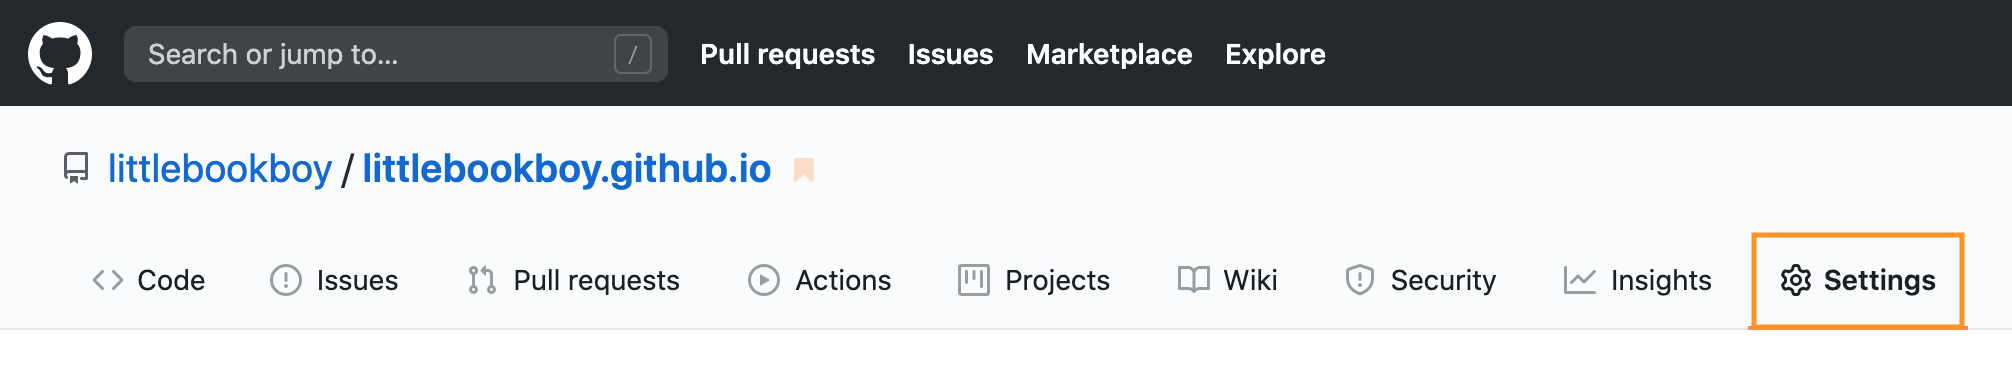 Search or jump to... / Pull requests Issues Marketplace Explore
littlebookboy / littlebookboy.github.io
Code Issues Pull requests Actions Projects Wiki Security Insights Settings